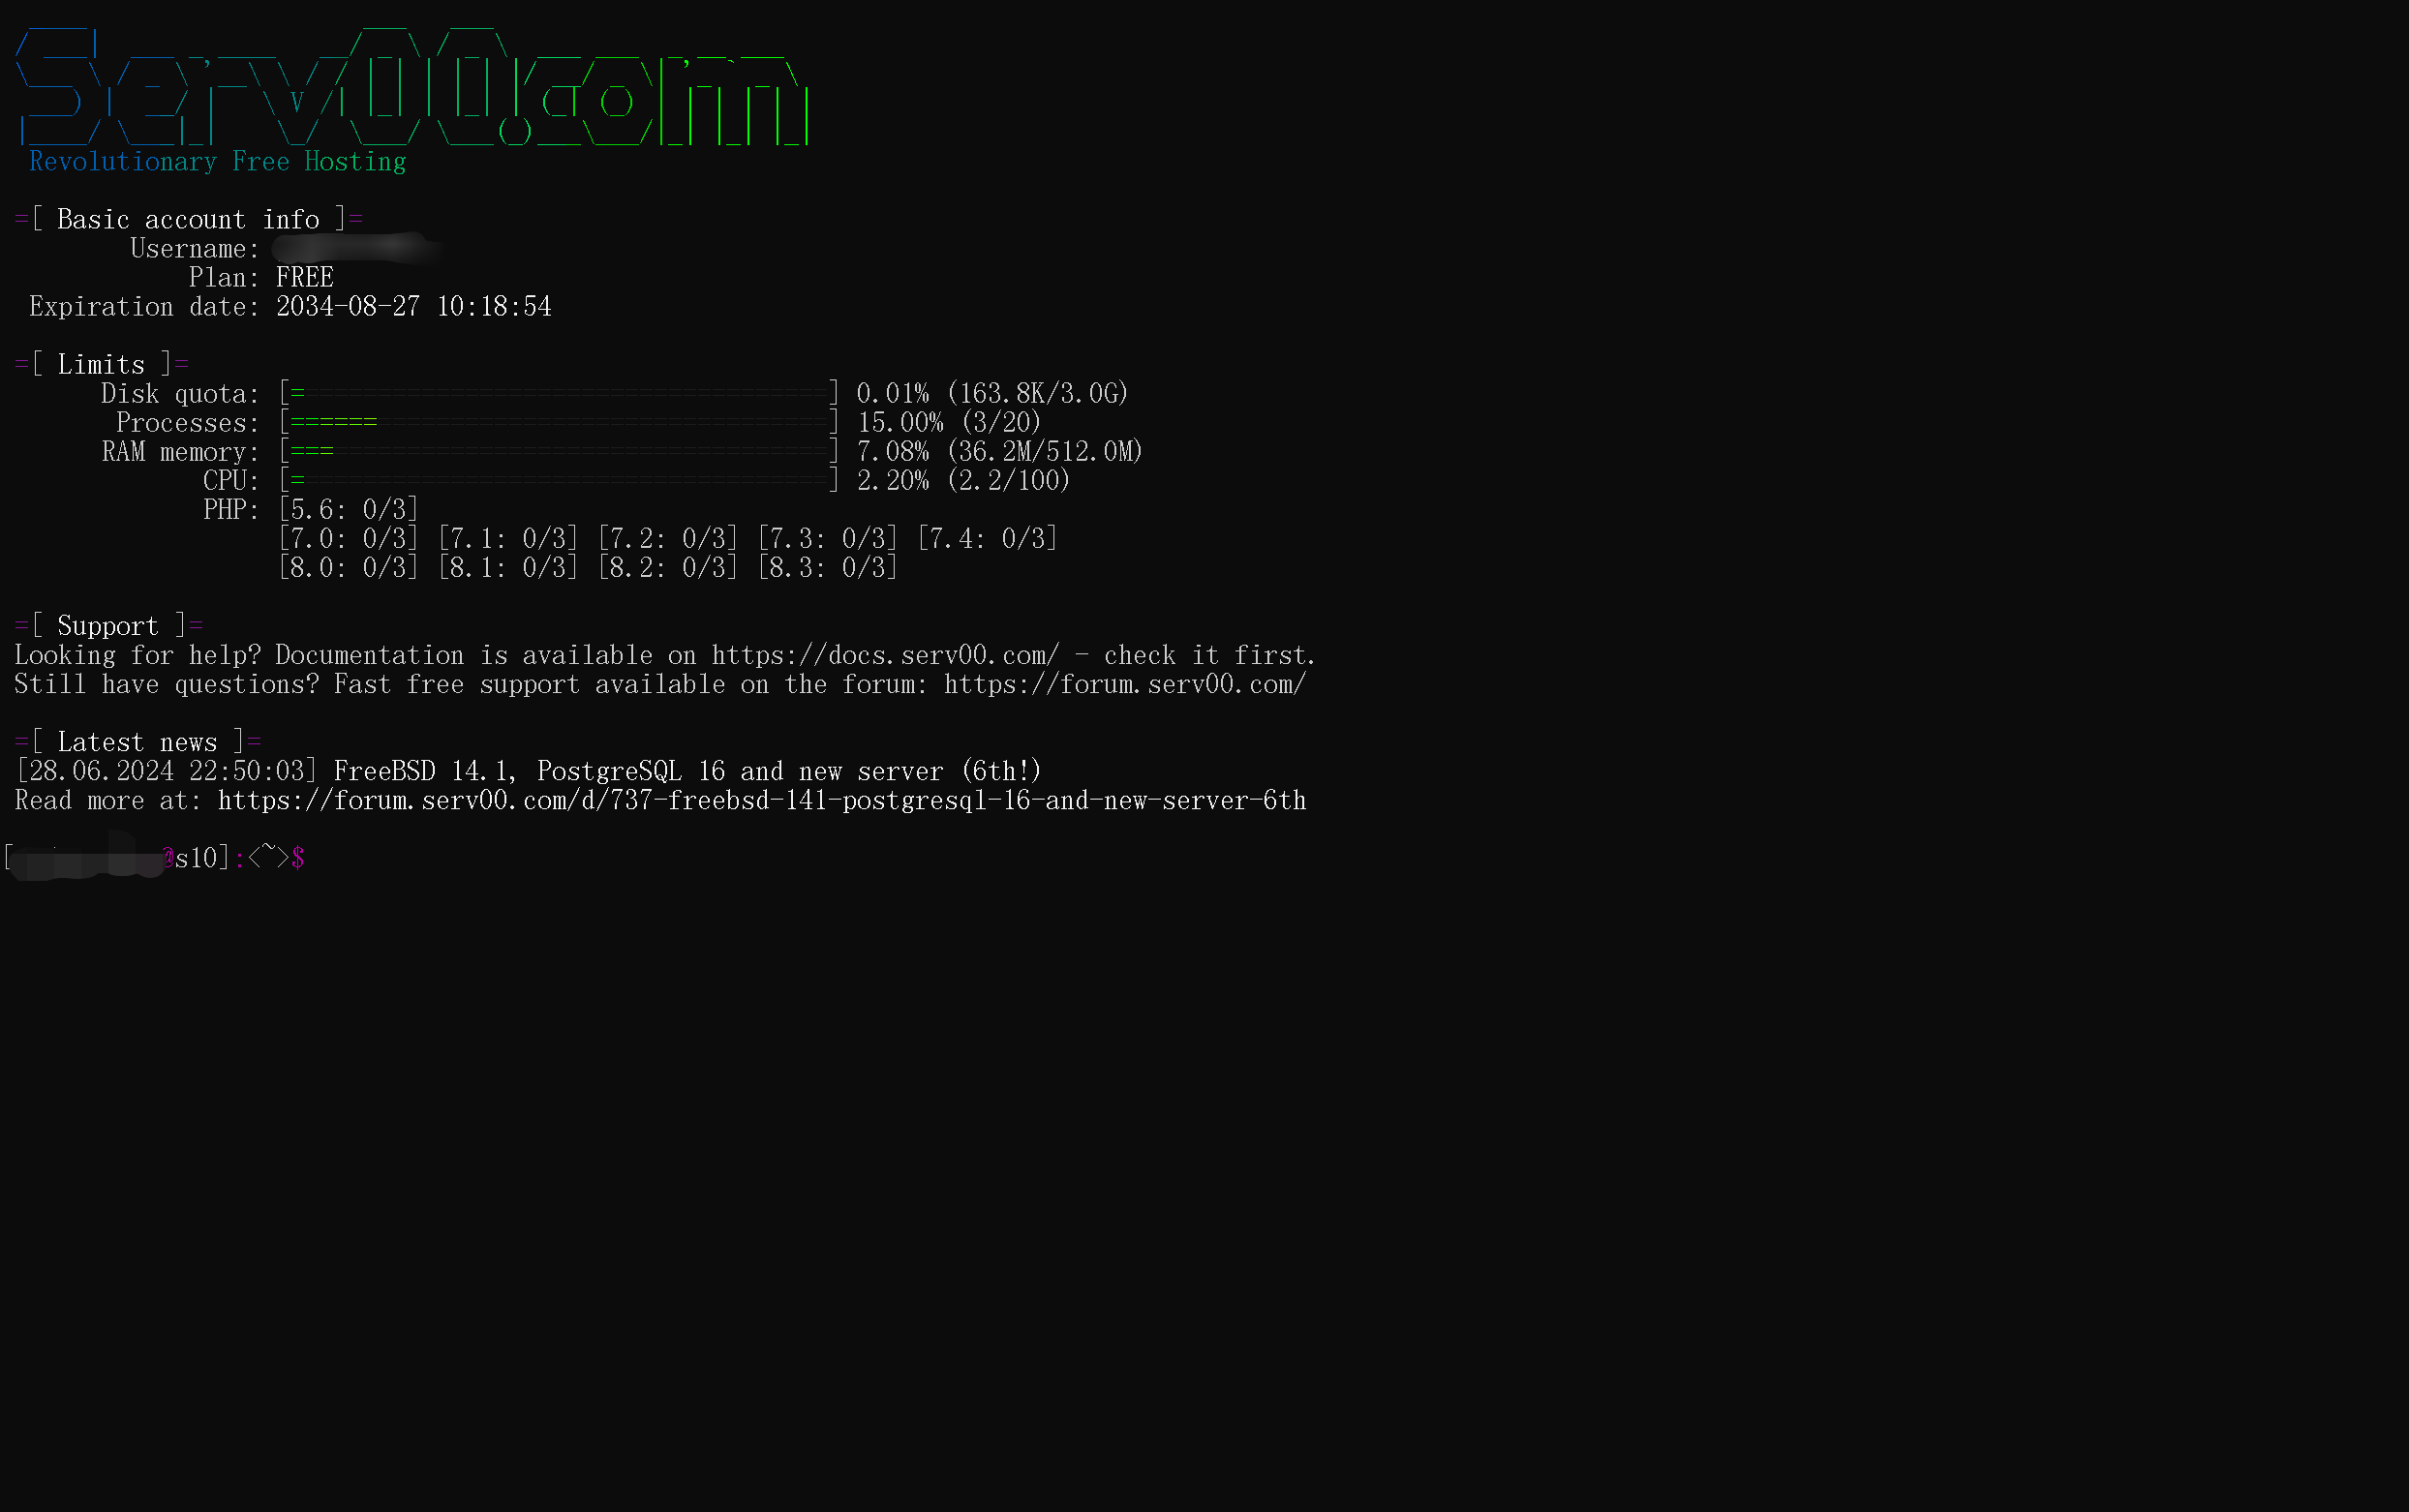 Serv00.com
Revolutionary Free Hosting
=[ Basic account info ]=
Username:
Plan: FREE
Expiration date: 2034-08-27 10:18:54
=[ Limits ]=
Disk quota: [=] 0.01% (163.8K/3.0G)
Processes: [======] 15.00% (3/20)
RAM memory: [===] 7.08% (36.2M/512.0M)
CPU: [=] 2.20% (2.2/100)
PHP: [5.6: 0/3]
[7.0: 0/3] [7.1: 0/3] [7.2: 0/3] [7.3: 0/3] [7.4: 0/3]
[8.0: 0/3] [8.1: 0/3] [8.2: 0/3] [8.3: 0/3]
=[ Support ]=
Looking for help? Documentation is available on https://docs.serv00.com/ - check it first.
Still have questions? Fast free support available on the forum: https://forum.serv00.com/
=[ Latest news ]=
[28.06.2024 22:50:03] FreeBSD 14.1, PostgreSQL 16 and new server (6th!)
Read more at: https://forum.serv00.com/d/737-freebsd-141-postgresql-16-and-new-server-6th
[@s10]:<~>$